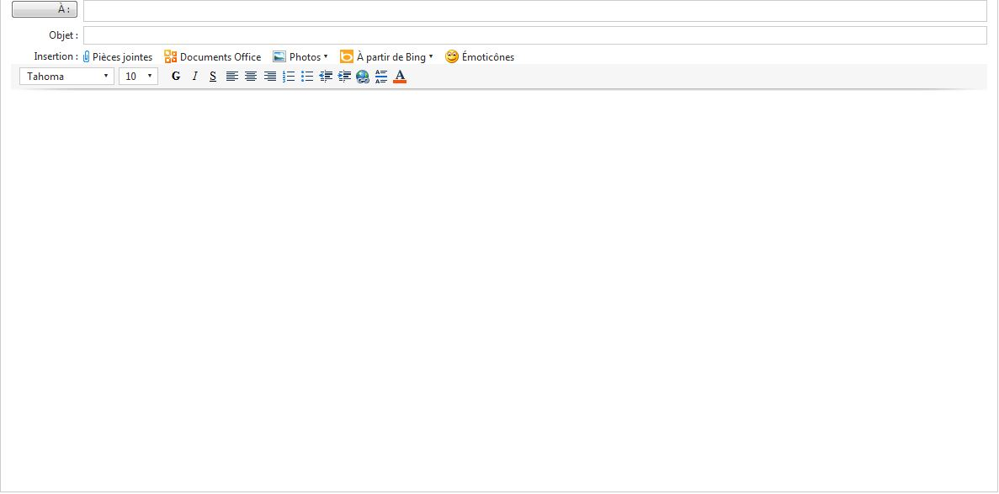 À :
Objet :
Insertion : Pièces jointes Documents Office Photos À partir de Bing Émoticônes
Tahoma 10 G I S A